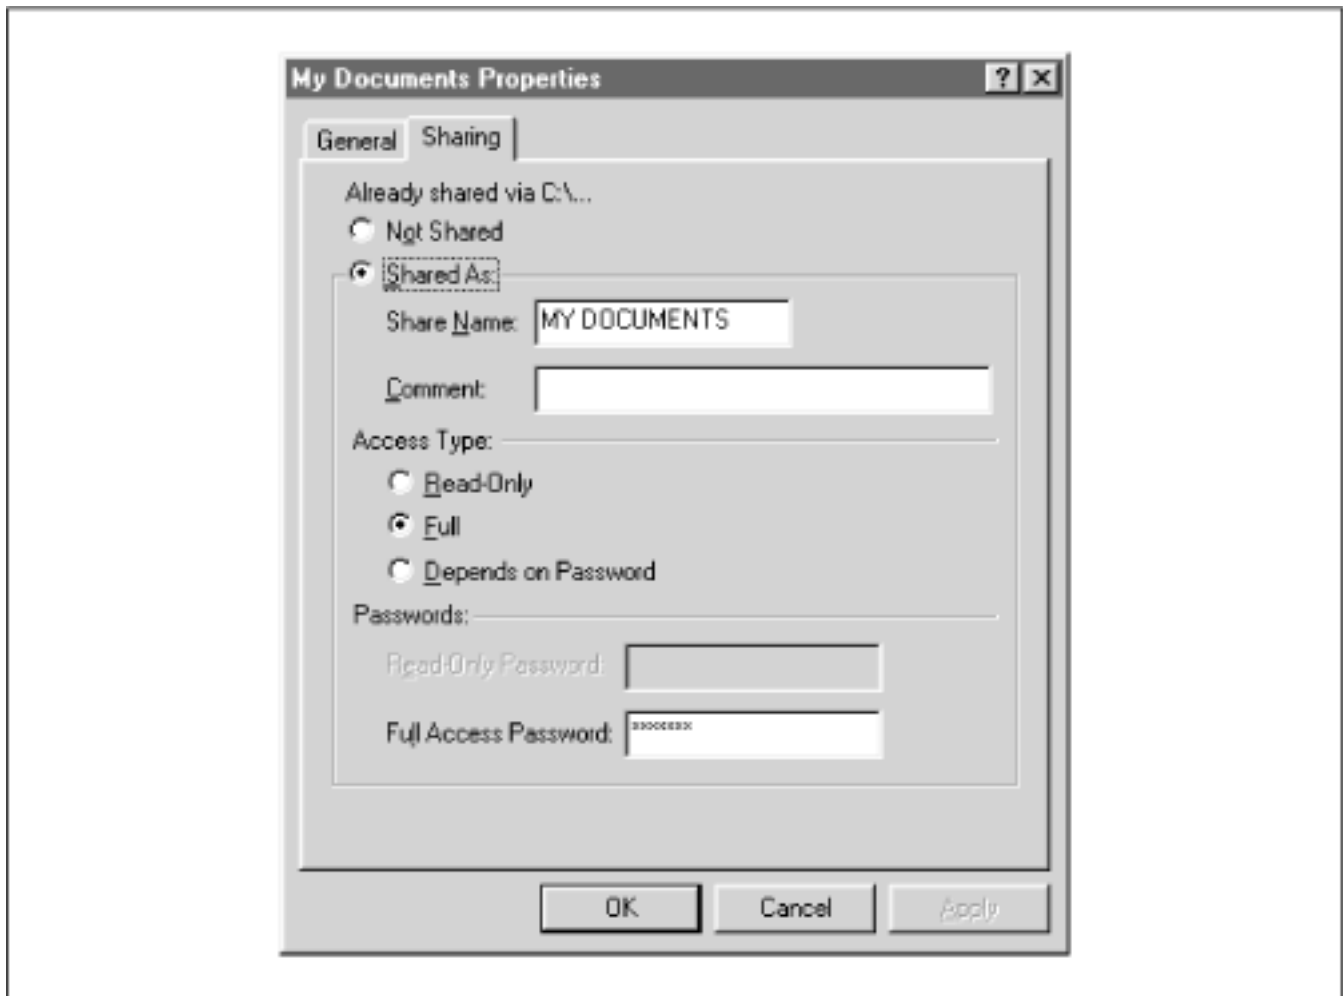 My Documents Properties
General Sharing
Already shared via C:\...
Not Shared
Shared As:
Share Name: MY DOCUMENTS
Comment:
Access Type:
Read-Only
Full
Depends on Password
Passwords:
Read-Only Password:
Full Access Password: ********
OK Cancel Apply